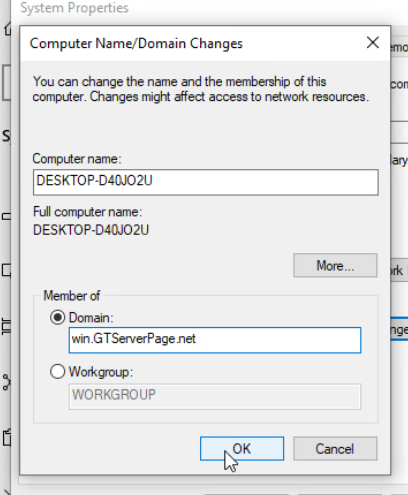 System Properties
Computer Name/Domain Changes
You can change the name and the membership of this
computer. Changes might affect access to network resources.
Computer name:
DESKTOP-D40JO2U
Full computer name:
DESKTOP-D40JO2U
More...
Member of
Domain:
win.GTServerPage.net
Workgroup:
WORKGROUP
OK
Cancel